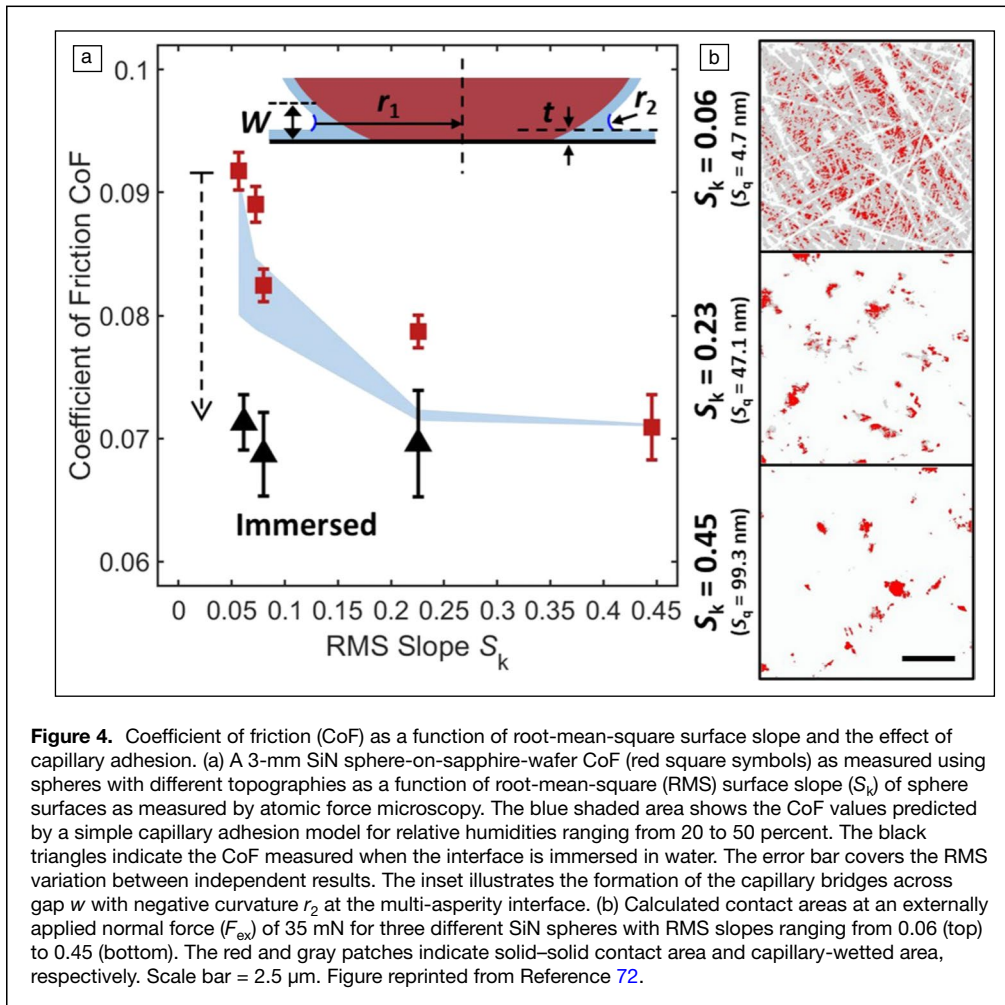 a
b
0.1
0.09
0.08
0.07
0.06
Coefficient of Friction CoF
W
r1
t
r2
Immersed
0 0.05 0.1 0.15 0.2 0.25 0.3 0.35 0.4 0.45
RMS Slope Sk
Sk = 0.06
(Sq = 4.7 nm)
Sk = 0.23
(Sq = 47.1 nm)
Sk = 0.45
(Sq = 99.3 nm)
Figure 4. Coefficient of friction (CoF) as a function of root-mean-square surface slope and the effect of
capillary adhesion. (a) A 3-mm SiN sphere-on-sapphire-wafer CoF (red square symbols) as measured using
spheres with different topographies as a function of root-mean-square (RMS) surface slope (Sk) of sphere
surfaces as measured by atomic force microscopy. The blue shaded area shows the CoF values predicted
by a simple capillary adhesion model for relative humidities ranging from 20 to 50 percent. The black
triangles indicate the CoF measured when the interface is immersed in water. The error bar covers the RMS
variation between independent results. The inset illustrates the formation of the capillary bridges across
gap w with negative curvature r2 at the multi-asperity interface. (b) Calculated contact areas at an externally
applied normal force (Fex) of 35 mN for three different SiN spheres with RMS slopes ranging from 0.06 (top)
to 0.45 (bottom). The red and gray patches indicate solid–solid contact area and capillary-wetted area,
respectively. Scale bar = 2.5 μm. Figure reprinted from Reference 72.